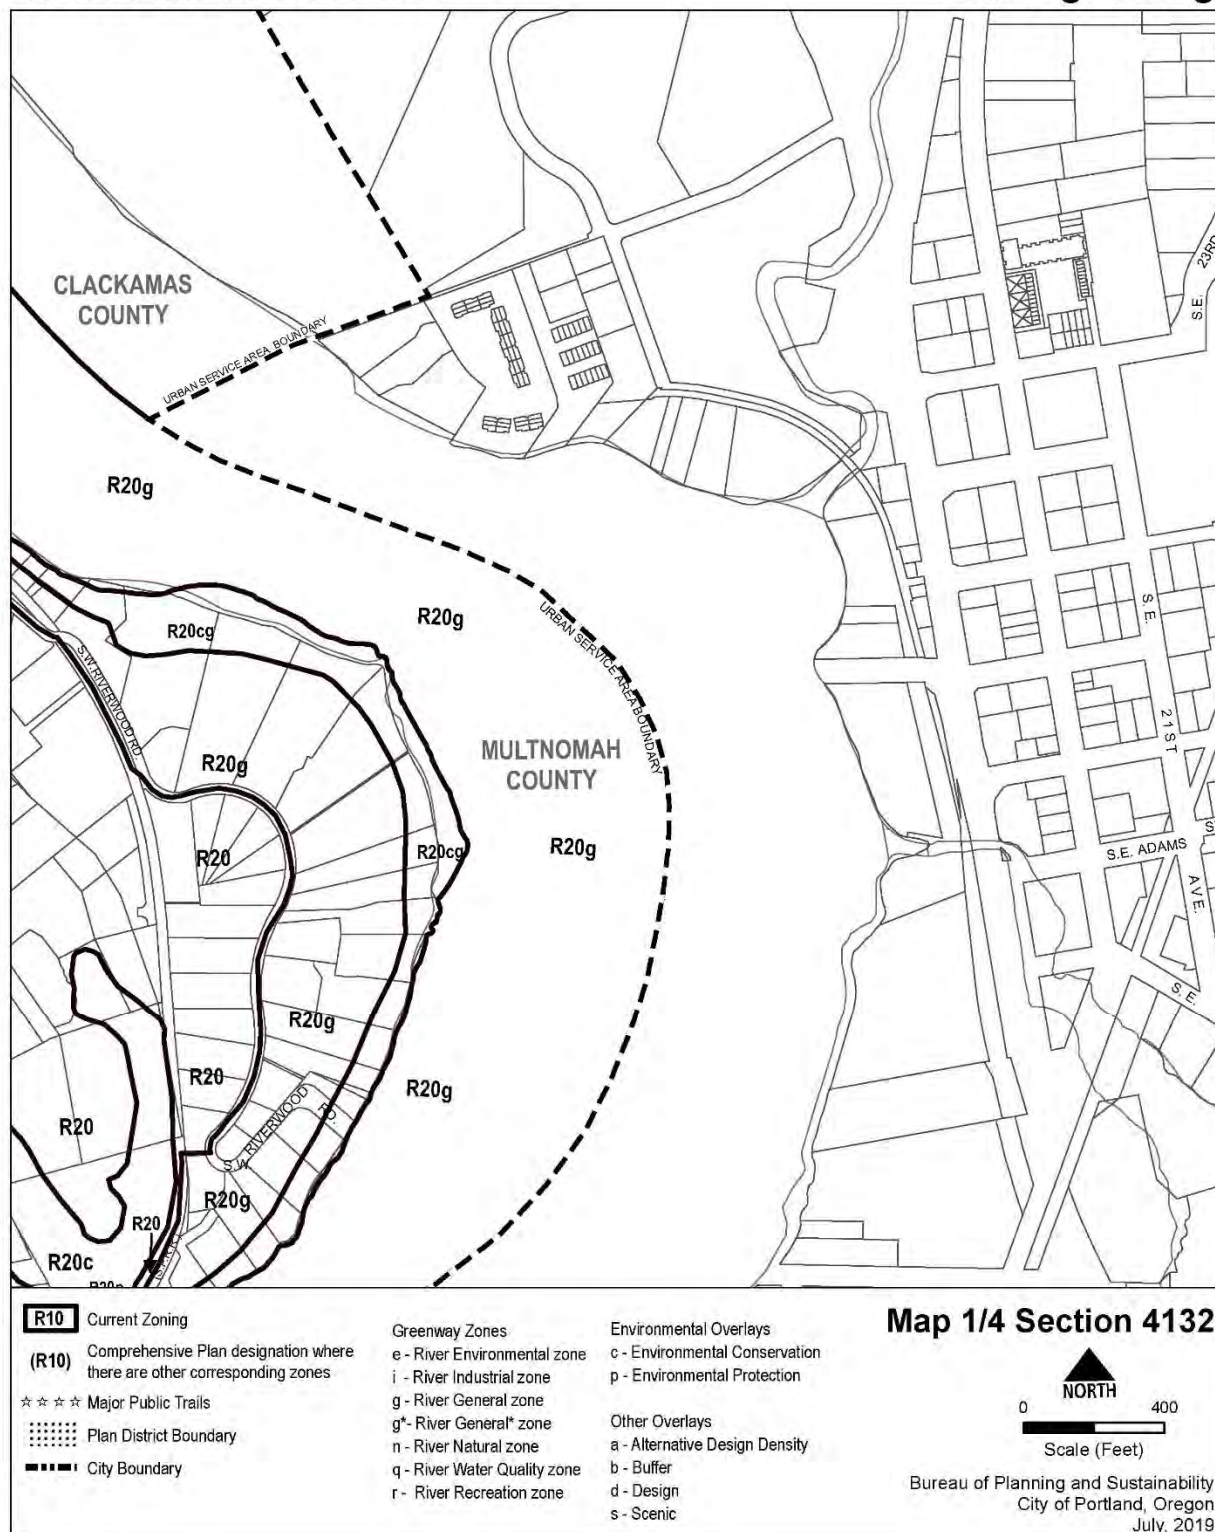 CLACKAMAS
COUNTY
URBAN SERVICE AREA BOUNDARY
S.E. 23RD
R20g
R20g
URBAN SERVICE AREA BOUNDARY
R20cg
S.W. RIVERWOOD RD.
S.E.
21ST
AVE.
MULTNOMAH
COUNTY
R20g
R20
R20cg
R20g
S.E. ADAMS
S.E.
R20g
R20
R20g
S.W. RIVERWOOD RD.
R20
R20g
R20
R20c
Current Zoning
R10
(R10)
Comprehensive Plan designation where
there are other corresponding zones
Major Public Trails
Plan District Boundary
City Boundary
Greenway Zones
e - River Environmental zone
i - River Industrial zone
g - River General zone
g*- River General* zone
n - River Natural zone
q - River Water Quality zone
r - River Recreation zone
Environmental Overlays
c - Environmental Conservation
p - Environmental Protection
Other Overlays
a - Alternative Design Density
b - Buffer
d - Design
s - Scenic
Map 1/4 Section 4132
NORTH
0 400
Scale (Feet)
Bureau of Planning and Sustainability
City of Portland, Oregon
July, 2019